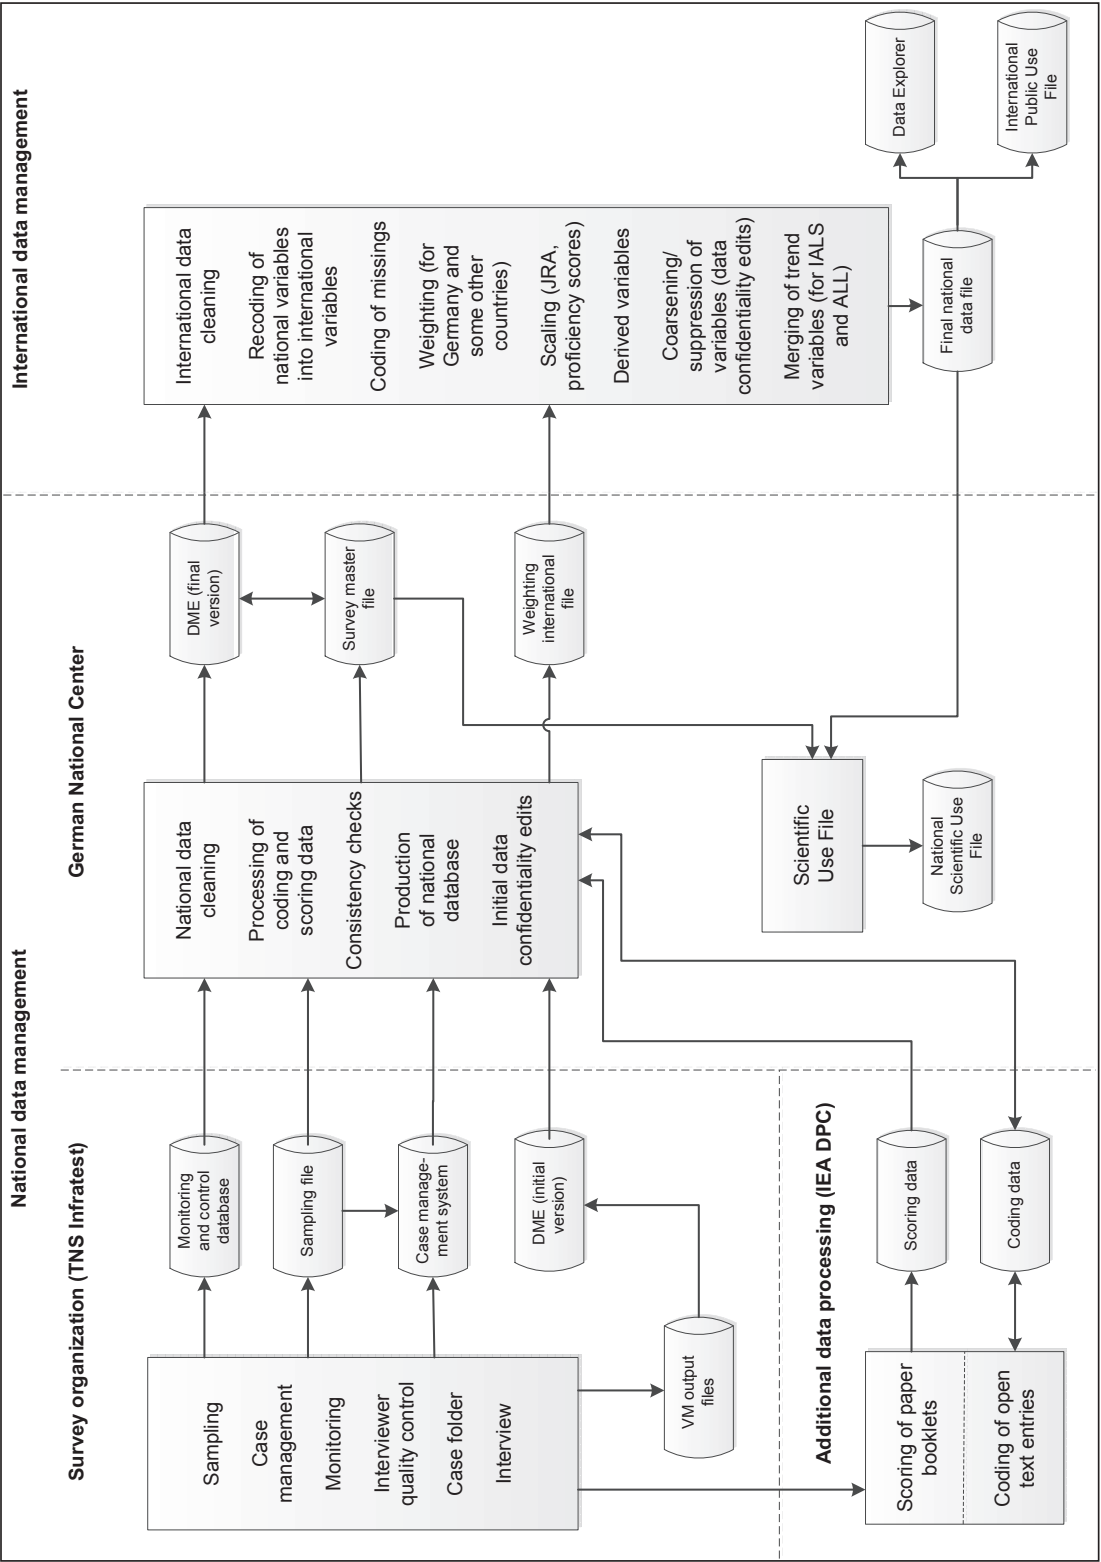 National data management
International data management
Survey organization (TNS Infratest)
German National Center
Sampling
Case
management
Monitoring
Interviewer
quality control
Case folder
Interview
Monitoring
and control
database
Sampling file
Case manage-
ment system
DME (initial
version)
VM output
files
Additional data processing (IEA DPC)
Scoring of paper
booklets
Coding of open
text entries
Scoring data
Coding data
National data
cleaning
Processing of
coding and
scoring data
Consistency checks
Production
of national
database
Initial data
confidentiality edits
DME (final
version)
Survey master
file
Weighting
international
file
Scientific
Use File
National
Scientific Use
File
International data
cleaning
Recoding of
national variables
into international
variables
Coding of missings
Weighting (for
Germany and
some other
countries)
Scaling (JRA,
proficiency scores)
Derived variables
Coarsening/
suppression of
variables (data
confidentiality edits)
Merging of trend
variables (for IALS
and ALL)
Final national
data file
Data Explorer
International
Public Use
File